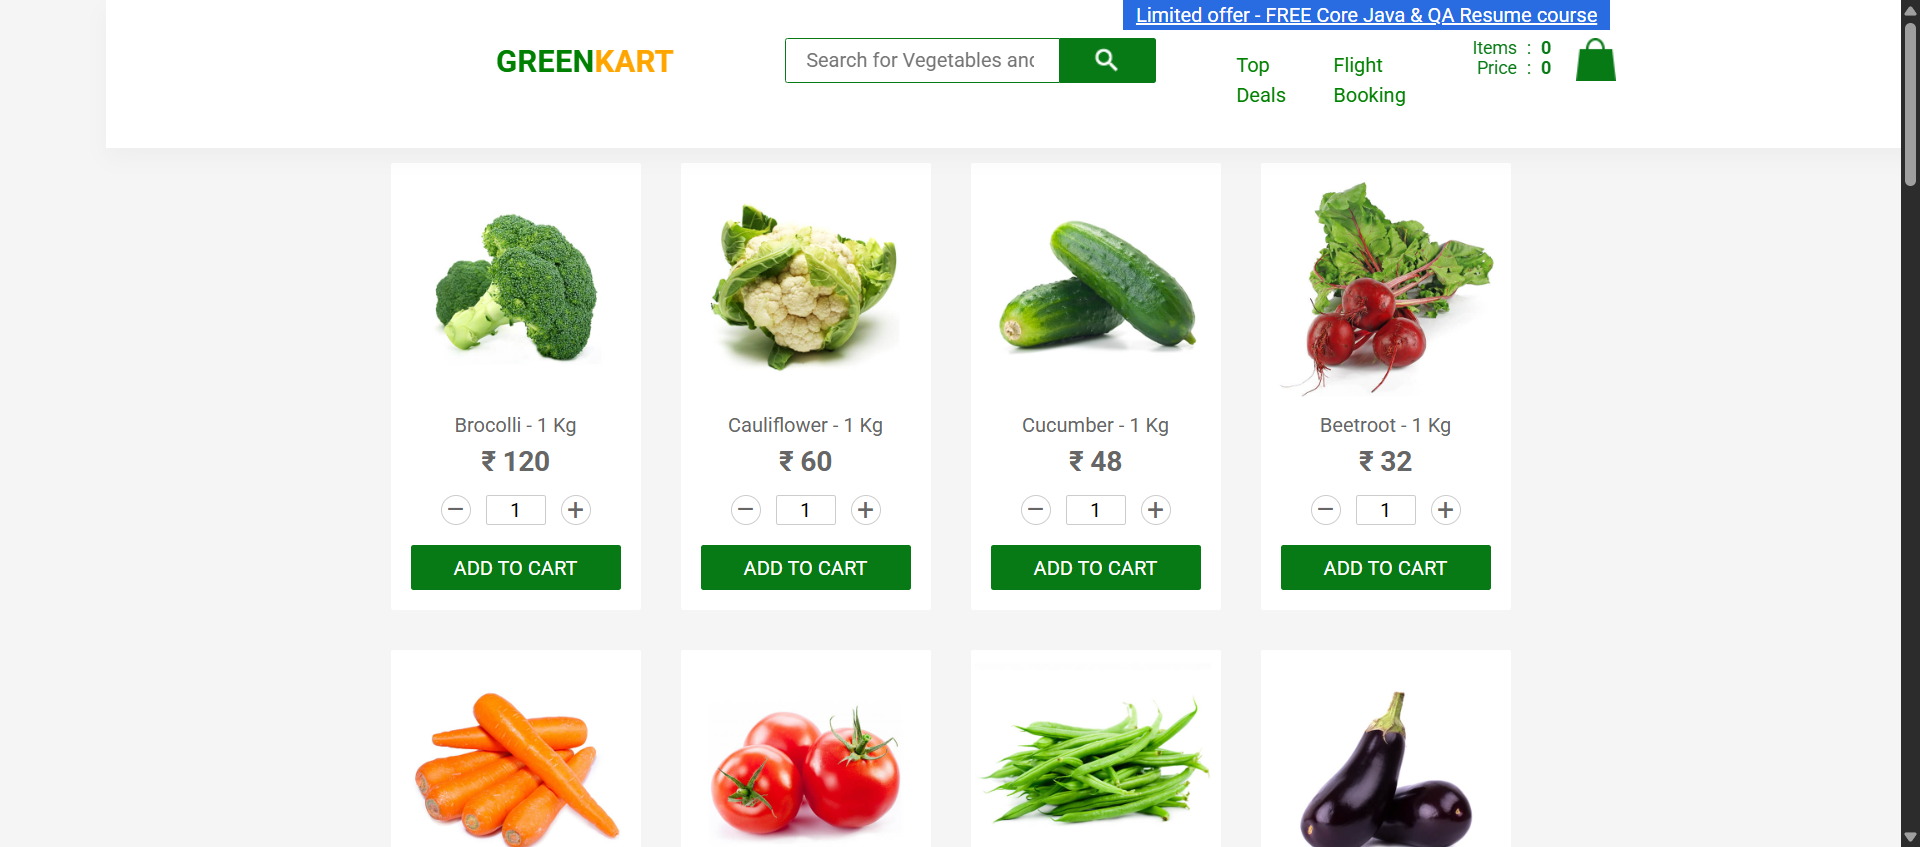 Limited offer - FREE Core Java & QA Resume course
GREENKART
Search for Vegetables and
Top
Deals
Flight
Booking
Items : 0
Price : 0
Brocolli - 1 Kg
₹ 120
− 1 +
ADD TO CART
Cauliflower - 1 Kg
₹ 60
− 1 +
ADD TO CART
Cucumber - 1 Kg
₹ 48
− 1 +
ADD TO CART
Beetroot - 1 Kg
₹ 32
− 1 +
ADD TO CART